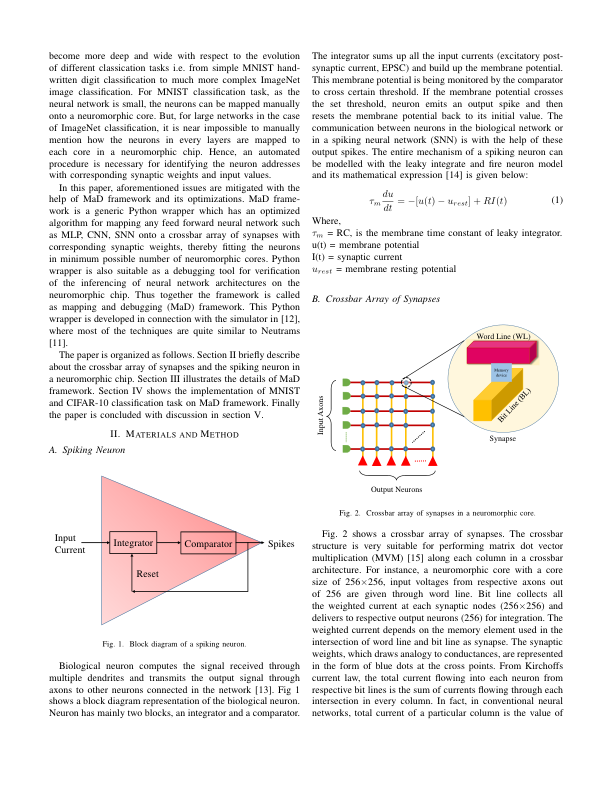 become more deep and wide with respect to the evolution
of different classication tasks i.e. from simple MNIST hand-
written digit classification to much more complex ImageNet
image classification. For MNIST classification task, as the
neural network is small, the neurons can be mapped manually
onto a neuromorphic core. But, for large networks in the case
of ImageNet classification, it is near impossible to manually
mention how the neurons in every layers are mapped to
each core in a neuromorphic chip. Hence, an automated
procedure is necessary for identifying the neuron addresses
with corresponding synaptic weights and input values.
In this paper, aforementioned issues are mitigated with the
help of MaD framework and its optimizations. MaD frame-
work is a generic Python wrapper which has an optimized
algorithm for mapping any feed forward neural network such
as MLP, CNN, SNN onto a crossbar array of synapses with
corresponding synaptic weights, thereby fitting the neurons
in minimum possible number of neuromorphic cores. Python
wrapper is also suitable as a debugging tool for verification
of the inferencing of neural network architectures on the
neuromorphic chip. Thus together the framework is called
as mapping and debugging (MaD) framework. This Python
wrapper is developed in connection with the simulator in [12],
where most of the techniques are quite similar to Neutrams
[11].
The paper is organized as follows. Section II briefly describe
about the crossbar array of synapses and the spiking neuron in
a neuromorphic chip. Section III illustrates the details of MaD
framework. Section IV shows the implementation of MNIST
and CIFAR-10 classification task on MaD framework. Finally
the paper is concluded with discussion in section V.
II. MATERIALS AND METHOD
A. Spiking Neuron
Input
Current
Integrator
Comparator
Spikes
Reset
Fig. 1. Block diagram of a spiking neuron.
Biological neuron computes the signal received through
multiple dendrites and transmits the output signal through
axons to other neurons connected in the network [13]. Fig 1
shows a block diagram representation of the biological neuron.
Neuron has mainly two blocks, an integrator and a comparator.
The integrator sums up all the input currents (excitatory post-
synaptic current, EPSC) and build up the membrane potential.
This membrane potential is being monitored by the comparator
to cross certain threshold. If the membrane potential crosses
the set threshold, neuron emits an output spike and then
resets the membrane potential back to its initial value. The
communication between neurons in the biological network or
in a spiking neural network (SNN) is with the help of these
output spikes. The entire mechanism of a spiking neuron can
be modelled with the leaky integrate and fire neuron model
and its mathematical expression [14] is given below:
τm du/dt = −[u(t) − urest] + RI(t) (1)
Where,
τm = RC, is the membrane time constant of leaky integrator.
u(t) = membrane potential
I(t) = synaptic current
urest = membrane resting potential
B. Crossbar Array of Synapses
Word Line (WL)
Memory
device
Bit Line (BL)
Synapse
Input Axons
......
Output Neurons
Fig. 2. Crossbar array of synapses in a neuromorphic core.
Fig. 2 shows a crossbar array of synapses. The crossbar
structure is very suitable for performing matrix dot vector
multiplication (MVM) [15] along each column in a crossbar
architecture. For instance, a neuromorphic core with a core
size of 256×256, input voltages from respective axons out
of 256 are given through word line. Bit line collects all
the weighted current at each synaptic nodes (256×256) and
delivers to respective output neurons (256) for integration. The
weighted current depends on the memory element used in the
intersection of word line and bit line as synapse. The synaptic
weights, which draws analogy to conductances, are represented
in the form of blue dots at the cross points. From Kirchoffs
current law, the total current flowing into each neuron from
respective bit lines is the sum of currents flowing through each
intersection in every column. In fact, in conventional neural
networks, total current of a particular column is the value of